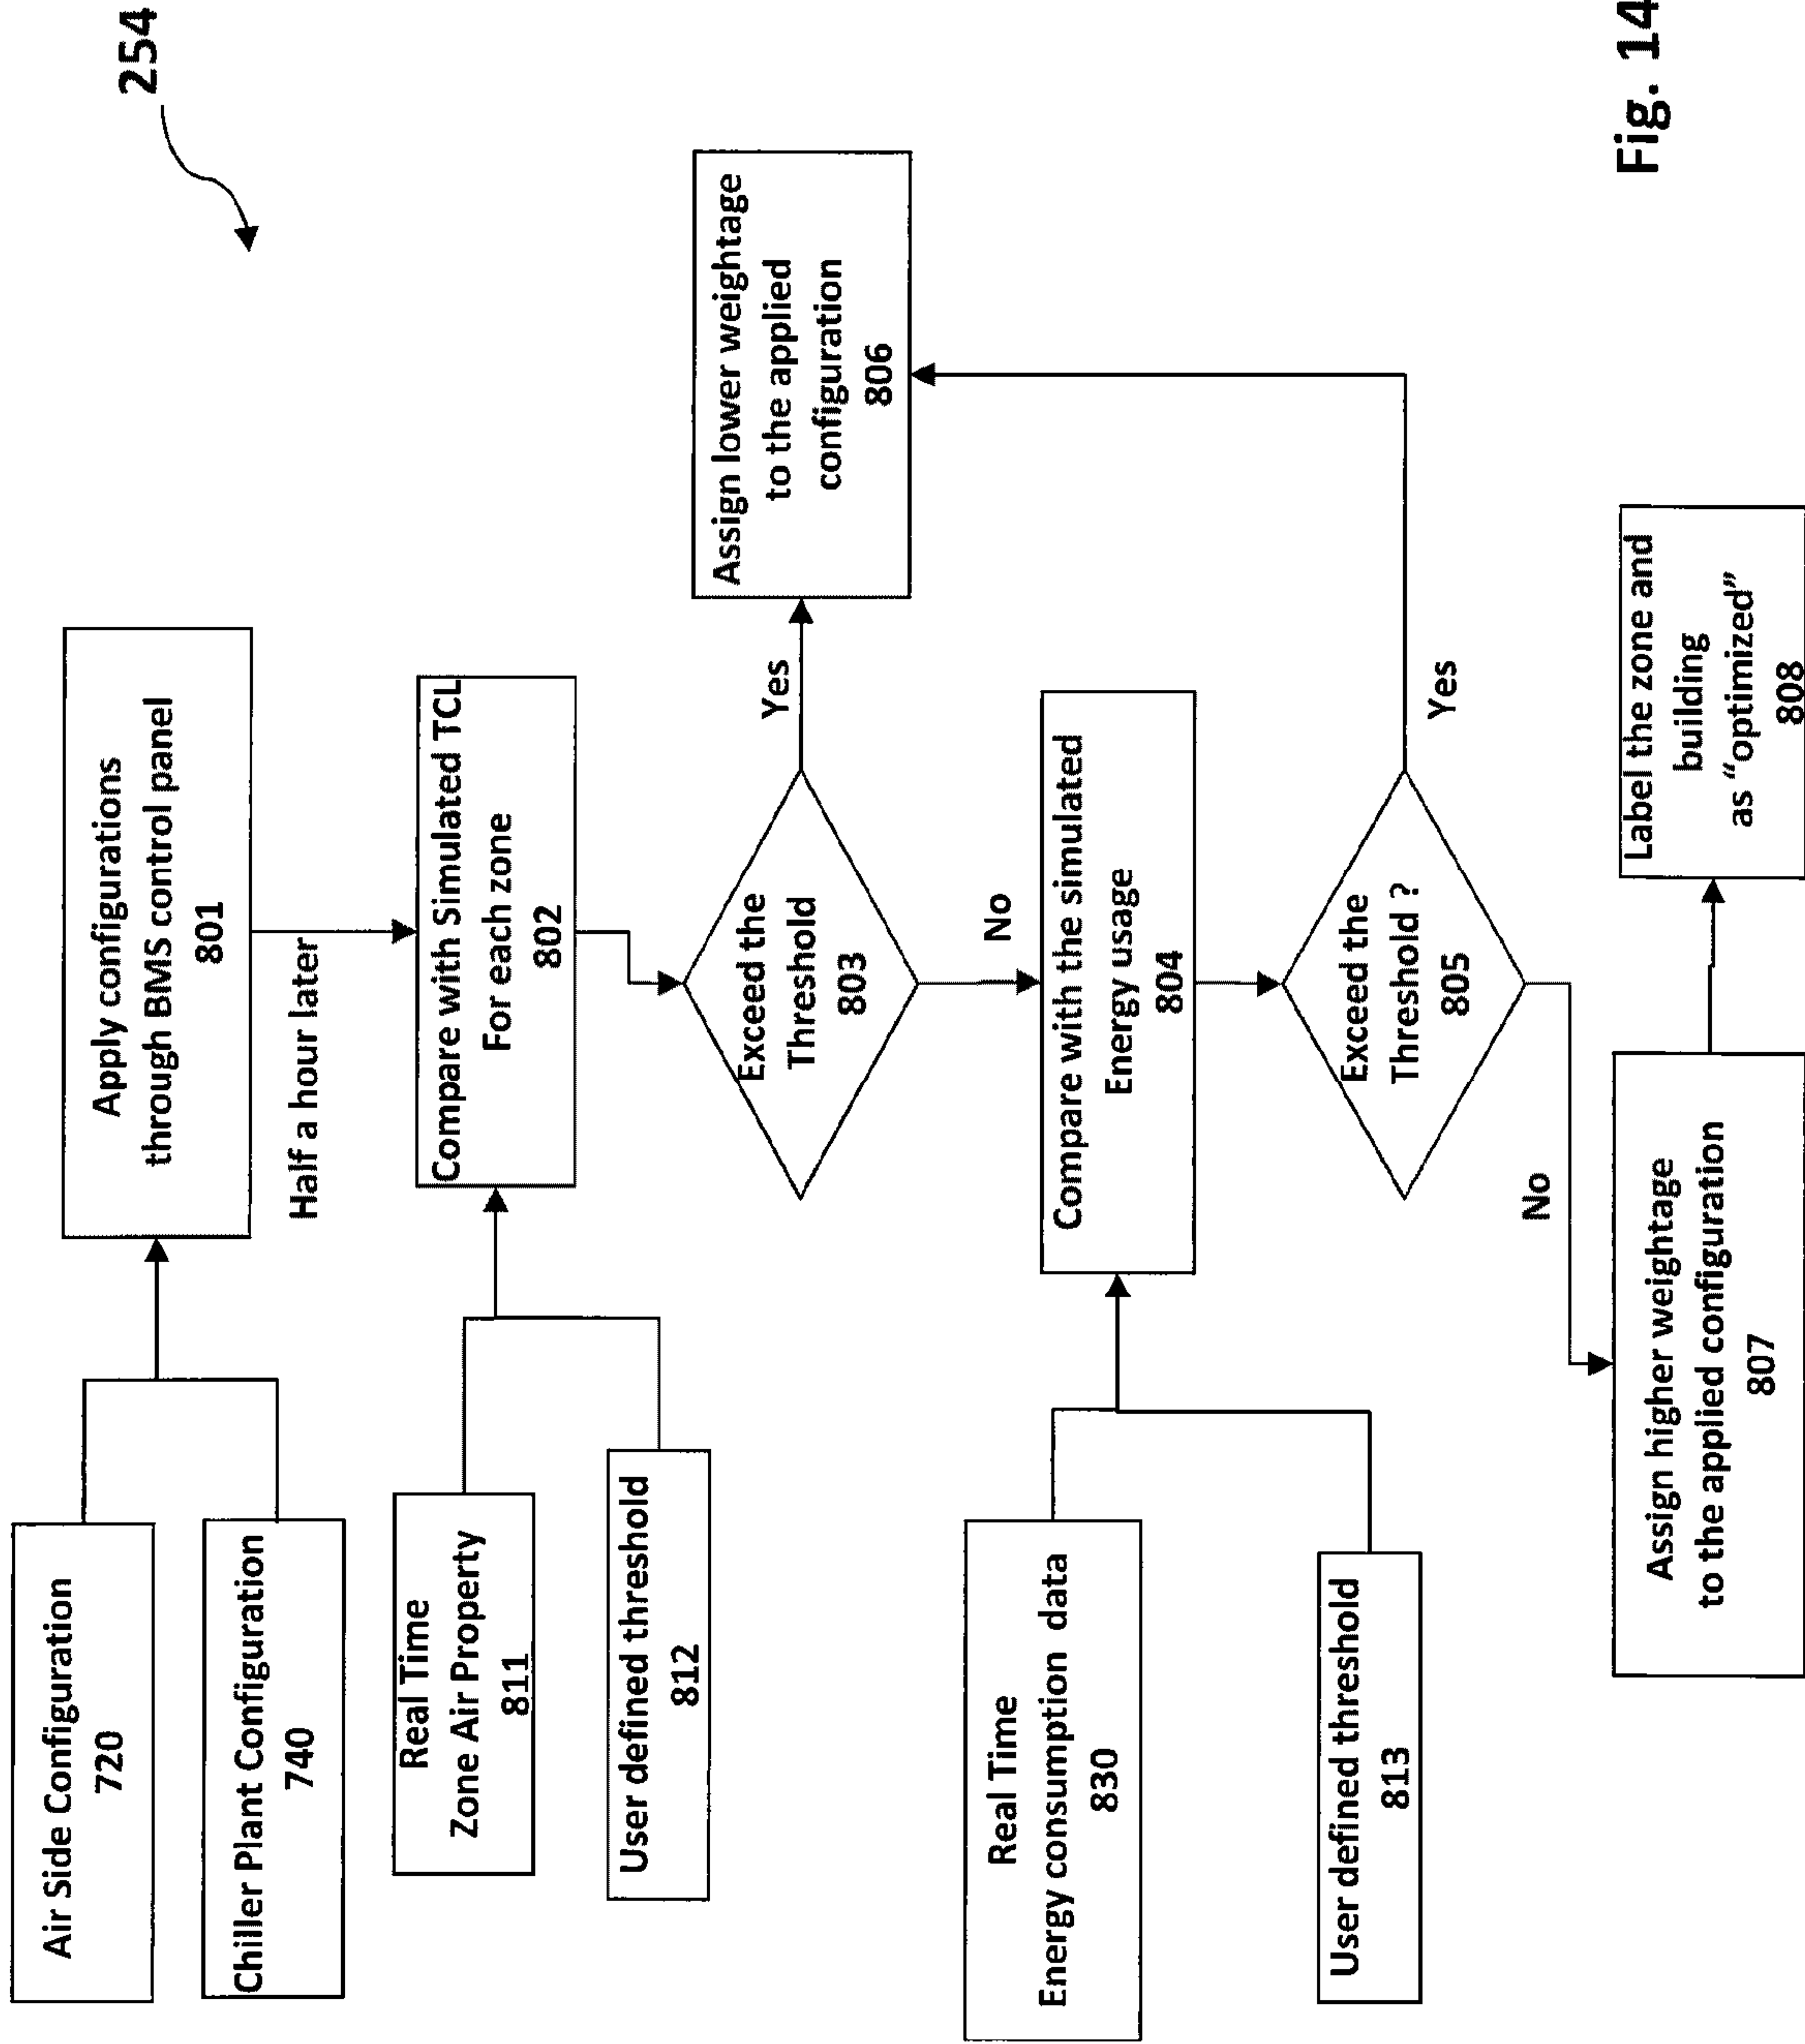 254
Air Side Configuration
720
Chiller Plant Configuration
740
Apply configurations
through BMS control panel
801
Half a hour later
Real Time
Zone Air Property
811
User defined threshold
812
Compare with Simulated TCL
For each zone
802
Exceed the
Threshold
803
Yes
Assign lower weightage
to the applied
configuration
806
No
Real Time
Energy consumption data
830
User defined threshold
813
Compare with the simulated
Energy usage
804
Exceed the
Threshold ?
805
Yes
No
Assign higher weightage
to the applied configuration
807
Label the zone and
building
as “optimized”
808
Fig. 14